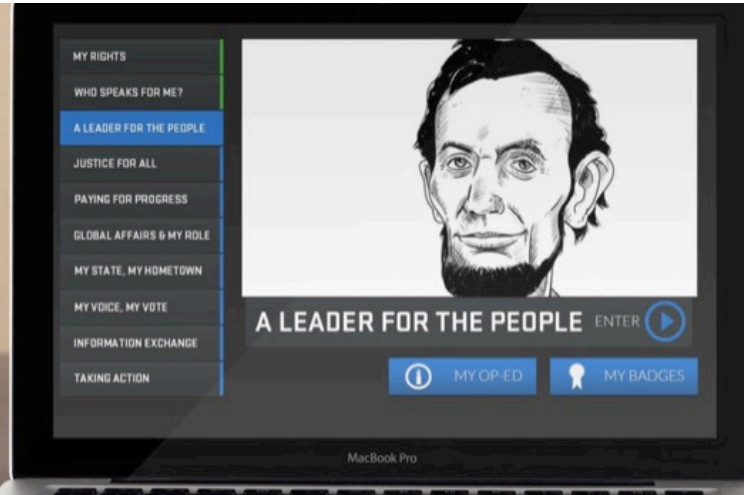 MY RIGHTS
WHO SPEAKS FOR ME?
A LEADER FOR THE PEOPLE
JUSTICE FOR ALL
PAYING FOR PROGRESS
GLOBAL AFFAIRS & MY ROLE
MY STATE, MY HOMETOWN
MY VOICE, MY VOTE
INFORMATION EXCHANGE
TAKING ACTION
A LEADER FOR THE PEOPLE ENTER
MY OP-ED
MY BADGES
MacBook Pro